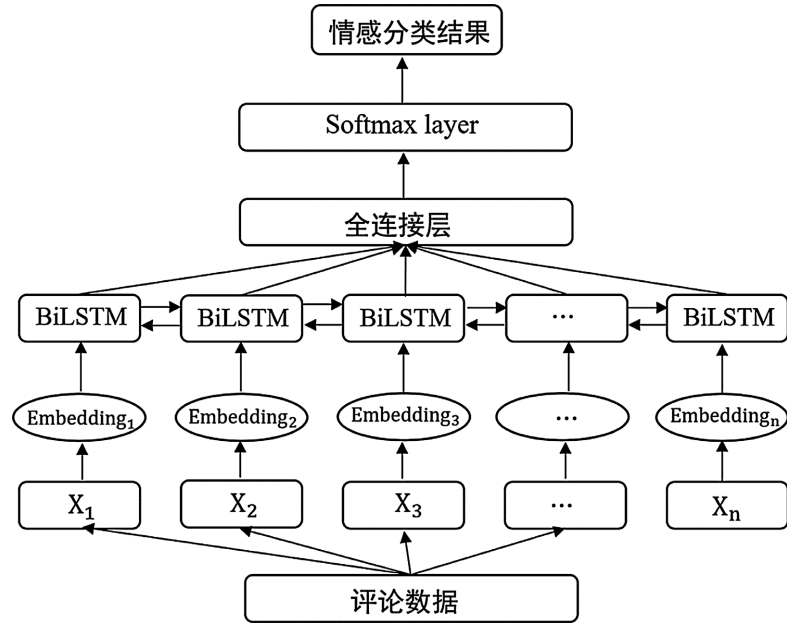 情感分类结果
Softmax layer
全连接层
BiLSTM BiLSTM BiLSTM ... BiLSTM
Embedding₁ Embedding₂ Embedding₃ ... Embeddingₙ
X₁ X₂ X₃ ... Xₙ
评论数据